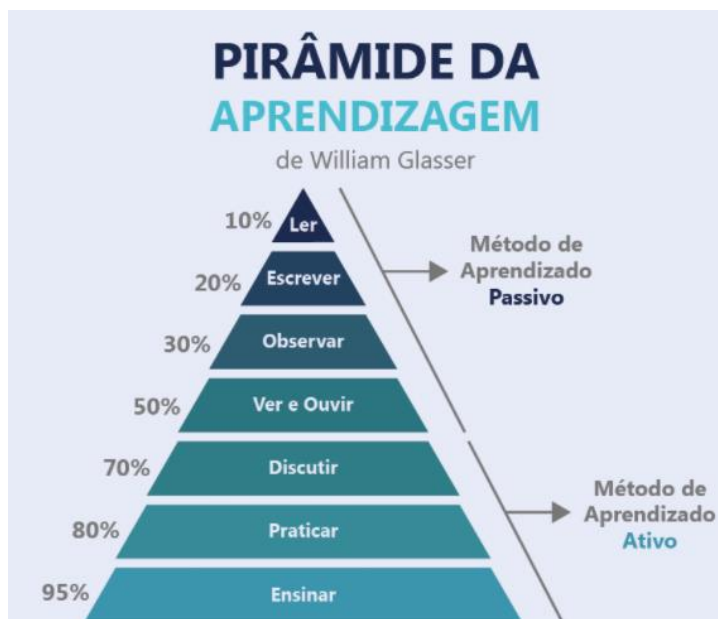 PIRÂMIDE DA
APRENDIZAGEM
de William Glasser
10% Ler
20% Escrever
30% Observar
50% Ver e Ouvir
70% Discutir
80% Praticar
95% Ensinar
Método de
Aprendizado
Passivo
Método de
Aprendizado
Ativo